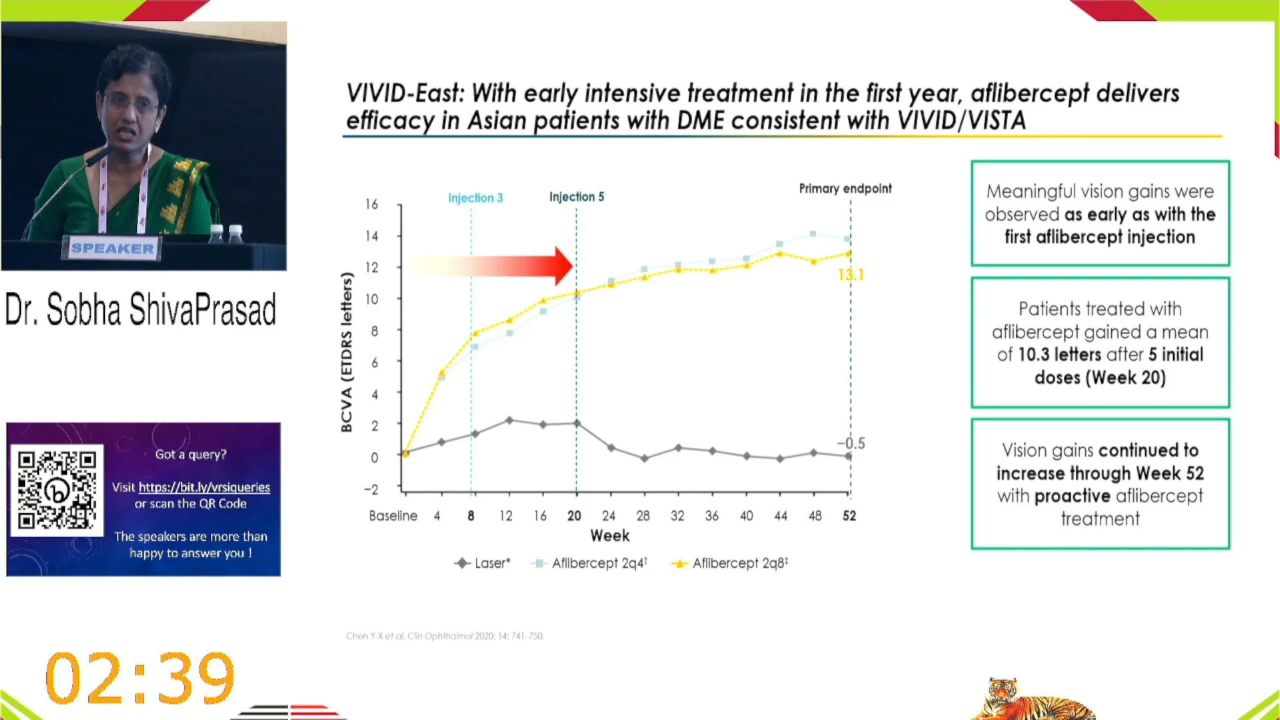 VIVID-East: With early intensive treatment in the first year, aflibercept delivers
efficacy in Asian patients with DME consistent with VIVID/VISTA
SPEAKER
Dr. Sobha ShivaPrasad
Got a query?
Visit https://bit.ly/vrsiqueries
or scan the QR Code
The speakers are more than
happy to answer you !
02:39
Injection 3
Injection 5
Primary endpoint
BCVA (ETDRS letters)
16
14
12
10
8
6
4
2
0
−2
13.1
−0.5
Baseline 4 8 12 16 20 24 28 32 36 40 44 48 52
Week
Laser* Aflibercept 2q4† Aflibercept 2q8‡
Meaningful vision gains were
observed as early as with the
first aflibercept injection
Patients treated with
aflibercept gained a mean
of 10.3 letters after 5 initial
doses (Week 20)
Vision gains continued to
increase through Week 52
with proactive aflibercept
treatment
Chen Y-X et al. Clin Ophthalmol 2020; 14: 741–750.